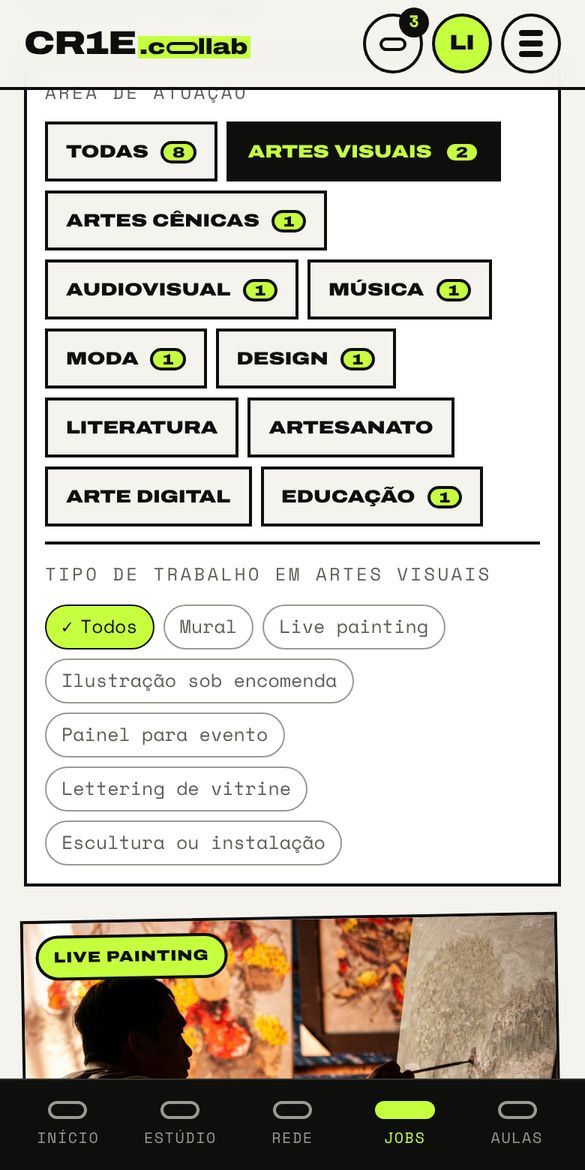 CR1E.collab
3
LI
ÁREA DE ATUAÇÃO
TODAS 8
ARTES VISUAIS 2
ARTES CÊNICAS 1
AUDIOVISUAL 1
MÚSICA 1
MODA 1
DESIGN 1
LITERATURA
ARTESANATO
ARTE DIGITAL
EDUCAÇÃO 1
TIPO DE TRABALHO EM ARTES VISUAIS
✓ Todos
Mural
Live painting
Ilustração sob encomenda
Painel para evento
Lettering de vitrine
Escultura ou instalação
LIVE PAINTING
INÍCIO
ESTÚDIO
REDE
JOBS
AULAS